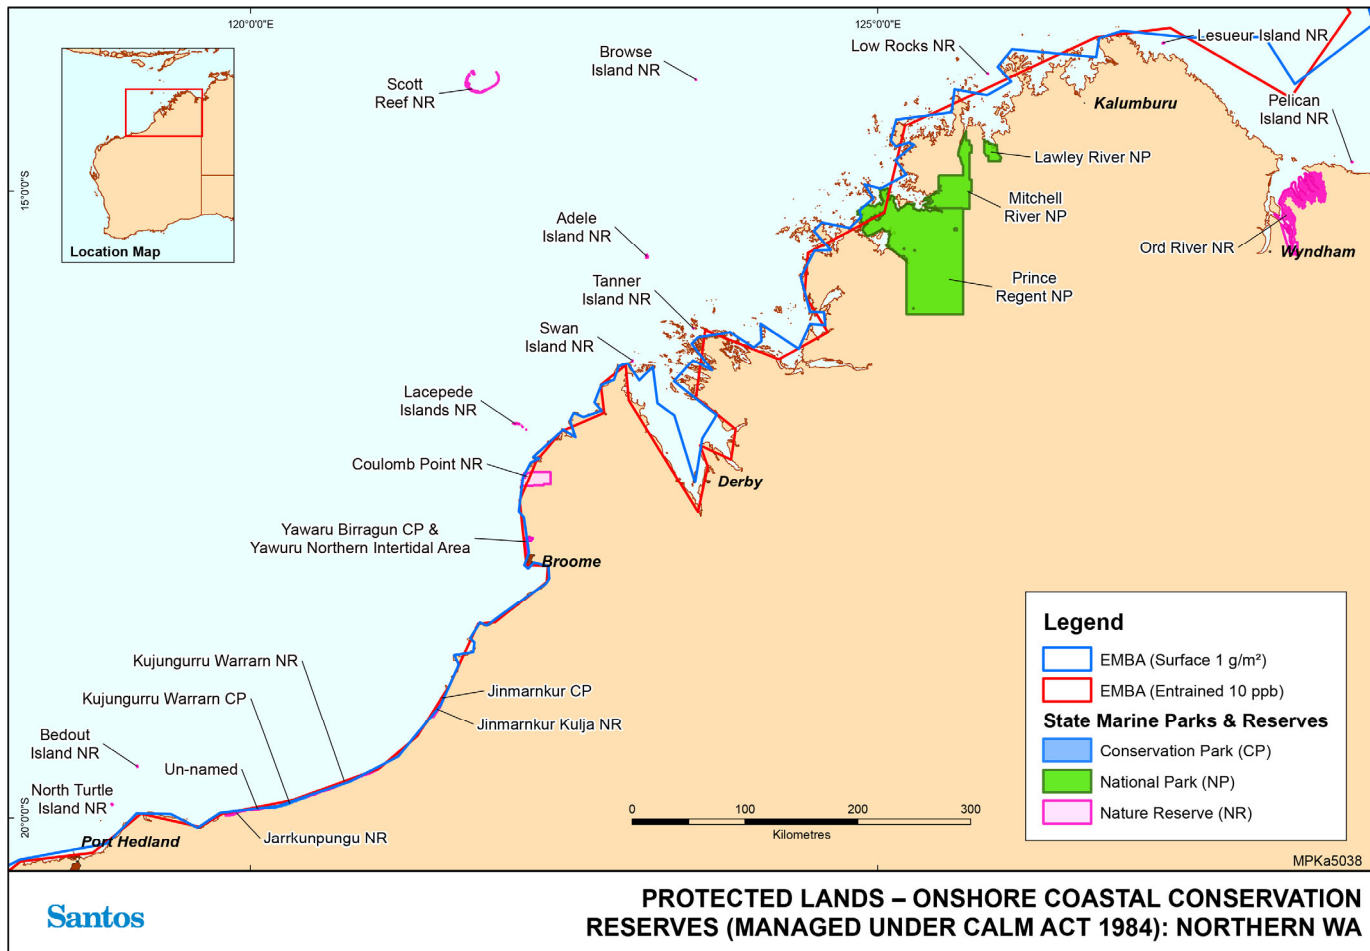 120°0'0"E
125°0'0"E
15°0'0"S
20°0'0"S
Location Map
Scott
Reef NR
Browse
Island NR
Low Rocks NR
Lesueur Island NR
Kalumburu
Pelican
Island NR
Lawley River NP
Mitchell
River NP
Ord River NR
Wyndham
Prince
Regent NP
Adele
Island NR
Tanner
Island NR
Swan
Island NR
Lacepede
Islands NR
Coulomb Point NR
Derby
Yawaru Birragun CP &
Yawuru Northern Intertidal Area
Broome
Kujungurru Warrarn NR
Kujungurru Warrarn CP
Jinmarnkur CP
Jinmarnkur Kulja NR
Bedout
Island NR
Un-named
North Turtle
Island NR
Port Hedland
Jarrkunpungu NR
0 100 200 300
Kilometres
Legend
EMBA (Surface 1 g/m²)
EMBA (Entrained 10 ppb)
State Marine Parks & Reserves
Conservation Park (CP)
National Park (NP)
Nature Reserve (NR)
MPKa5038
Santos
PROTECTED LANDS – ONSHORE COASTAL CONSERVATION
RESERVES (MANAGED UNDER CALM ACT 1984): NORTHERN WA